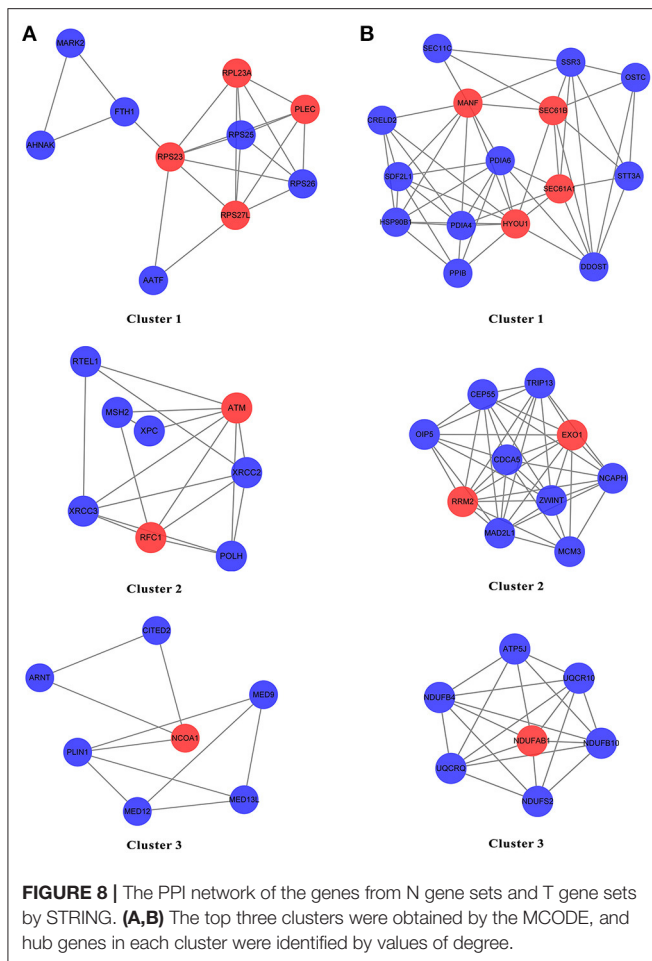 A
MARK2
FTH1
AHNAK
RPL23A
PLEC
RPS25
RPS23
RPS26
RPS27L
AATF
Cluster 1
RTEL1
MSH2
ATM
XPC
XRCC2
XRCC3
RFC1
POLH
Cluster 2
CITED2
ARNT
MED9
NCOA1
PLIN1
MED12
MED13L
Cluster 3
B
SEC11C
SSR3
OSTC
MANF
SEC61B
CRELD2
PDIA6
SDF2L1
STT3A
SEC61A1
HSP90B1
PDIA4
HYOU1
PPIB
DDOST
Cluster 1
TRIP13
CEP55
OIP5
EXO1
CDCA5
NCAPH
RRM2
ZWINT
MAD2L1
MCM3
Cluster 2
ATP5J
UQCR10
NDUFB4
NDUFAB1
NDUFB10
UQCRQ
NDUFS2
Cluster 3
FIGURE 8 | The PPI network of the genes from N gene sets and T gene sets
by STRING. (A,B) The top three clusters were obtained by the MCODE, and
hub genes in each cluster were identified by values of degree.